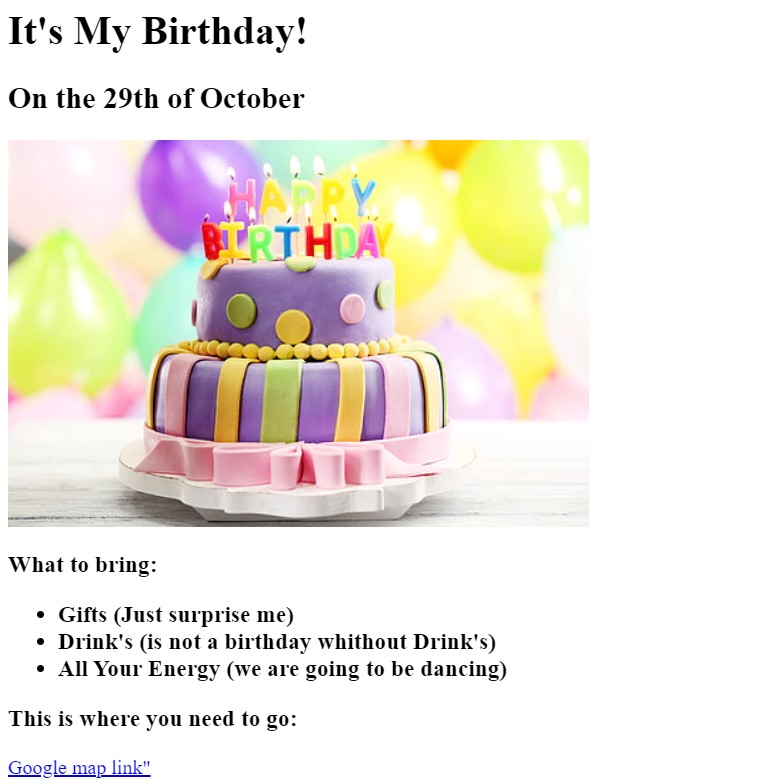 It's My Birthday!
On the 29th of October
HAPPY
BIRTHDAY
What to bring:
Gifts (Just surprise me)
Drink's (is not a birthday whithout Drink's)
All Your Energy (we are going to be dancing)
This is where you need to go:
Google map link"